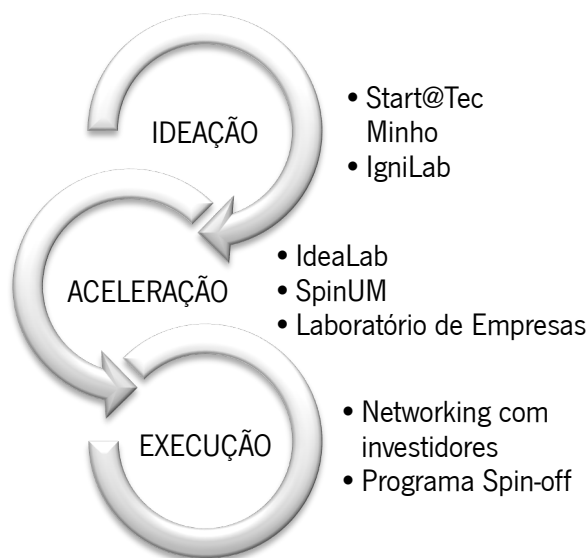 IDEAÇÃO
• Start@Tec
Minho
• IgniLab
ACELERAÇÃO
• IdeaLab
• SpinUM
• Laboratório de Empresas
EXECUÇÃO
• Networking com
investidores
• Programa Spin-off